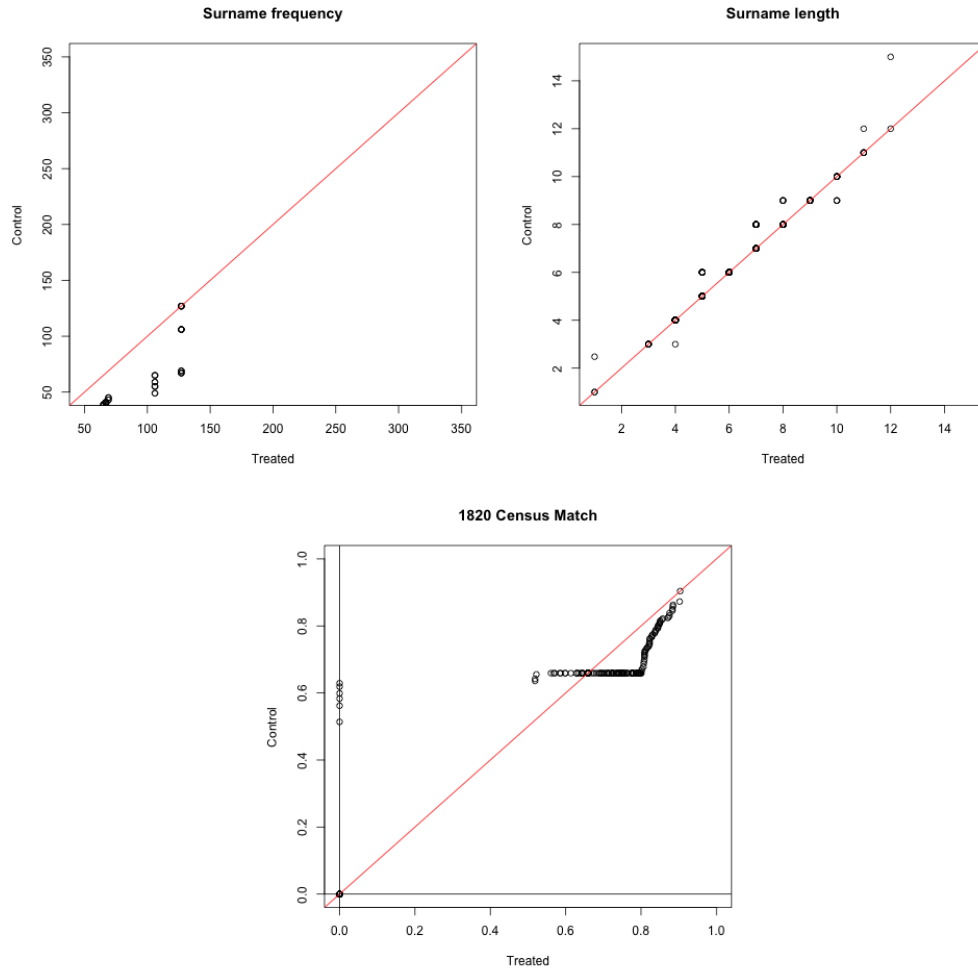 Surname frequency
Control
50 100 150 200 250 300 350
50 100 150 200 250 300 350
Treated
Surname length
Control
2 4 6 8 10 12 14
2 4 6 8 10 12 14
Treated
1820 Census Match
Control
0.0 0.2 0.4 0.6 0.8 1.0
0.0 0.2 0.4 0.6 0.8 1.0
Treated